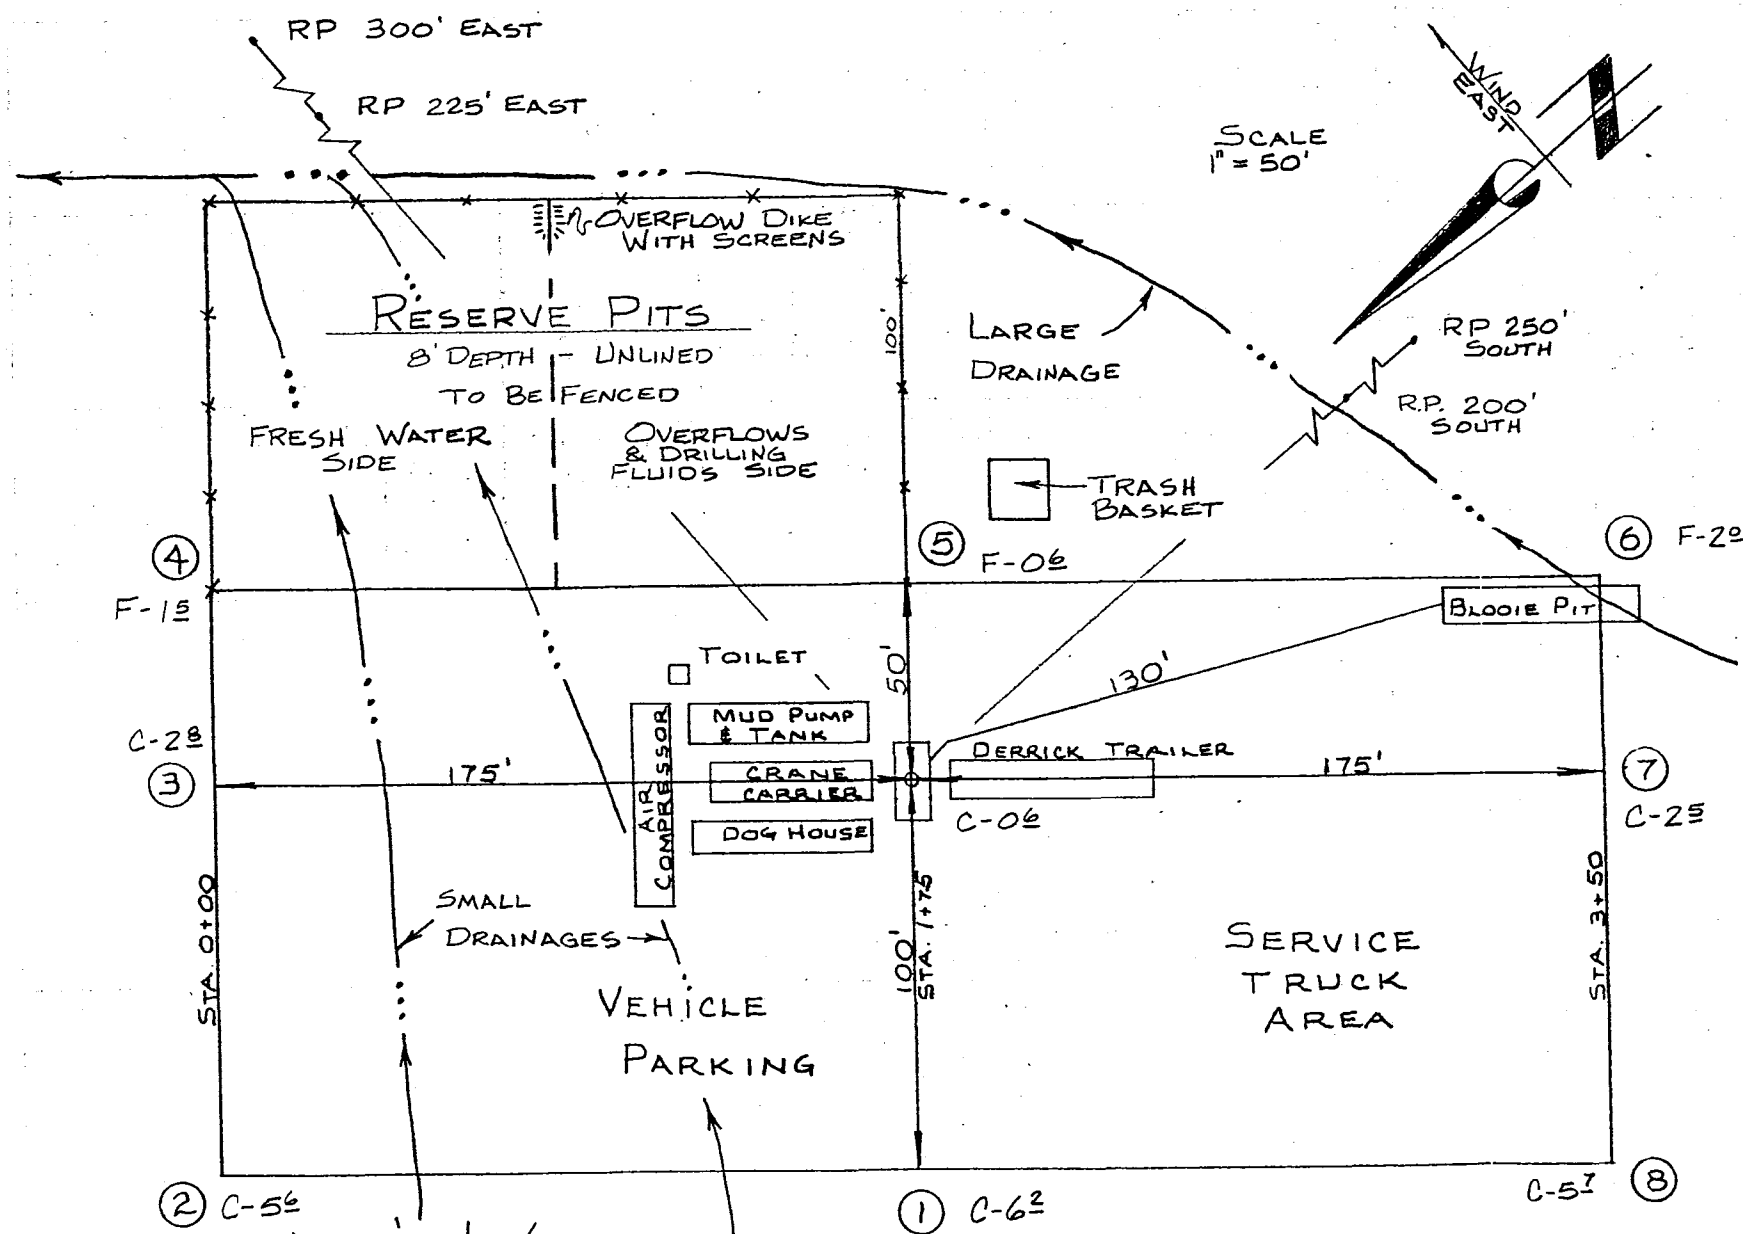 RP 300' EAST
RP 225' EAST
WIND
EAST
N
SCALE
1" = 50'
OVERFLOW DIKE
WITH SCREENS
RESERVE PITS
8' DEPTH - UNLINED
TO BE FENCED
100'
LARGE
DRAINAGE
RP 250'
SOUTH
R.P. 200'
SOUTH
FRESH WATER
SIDE
OVERFLOWS
& DRILLING
FLUIDS SIDE
TRASH
BASKET
4
5
6
F-2º
F-0⁶
F-1⁵
BLOOIE PIT
TOILET
50'
130'
MUD PUMP
& TANK
C-2⁸
DERRICK TRAILER
3
175'
AIR
COMPRESSOR
CRANE
CARRIER
175'
7
C-0⁶
C-2⁵
DOG HOUSE
STA. 0+00
SMALL
DRAINAGES
100'
STA. 1+75
STA. 3+50
SERVICE
TRUCK
AREA
VEHICLE
PARKING
2
C-5⁶
1
C-6²
C-5⁷
8